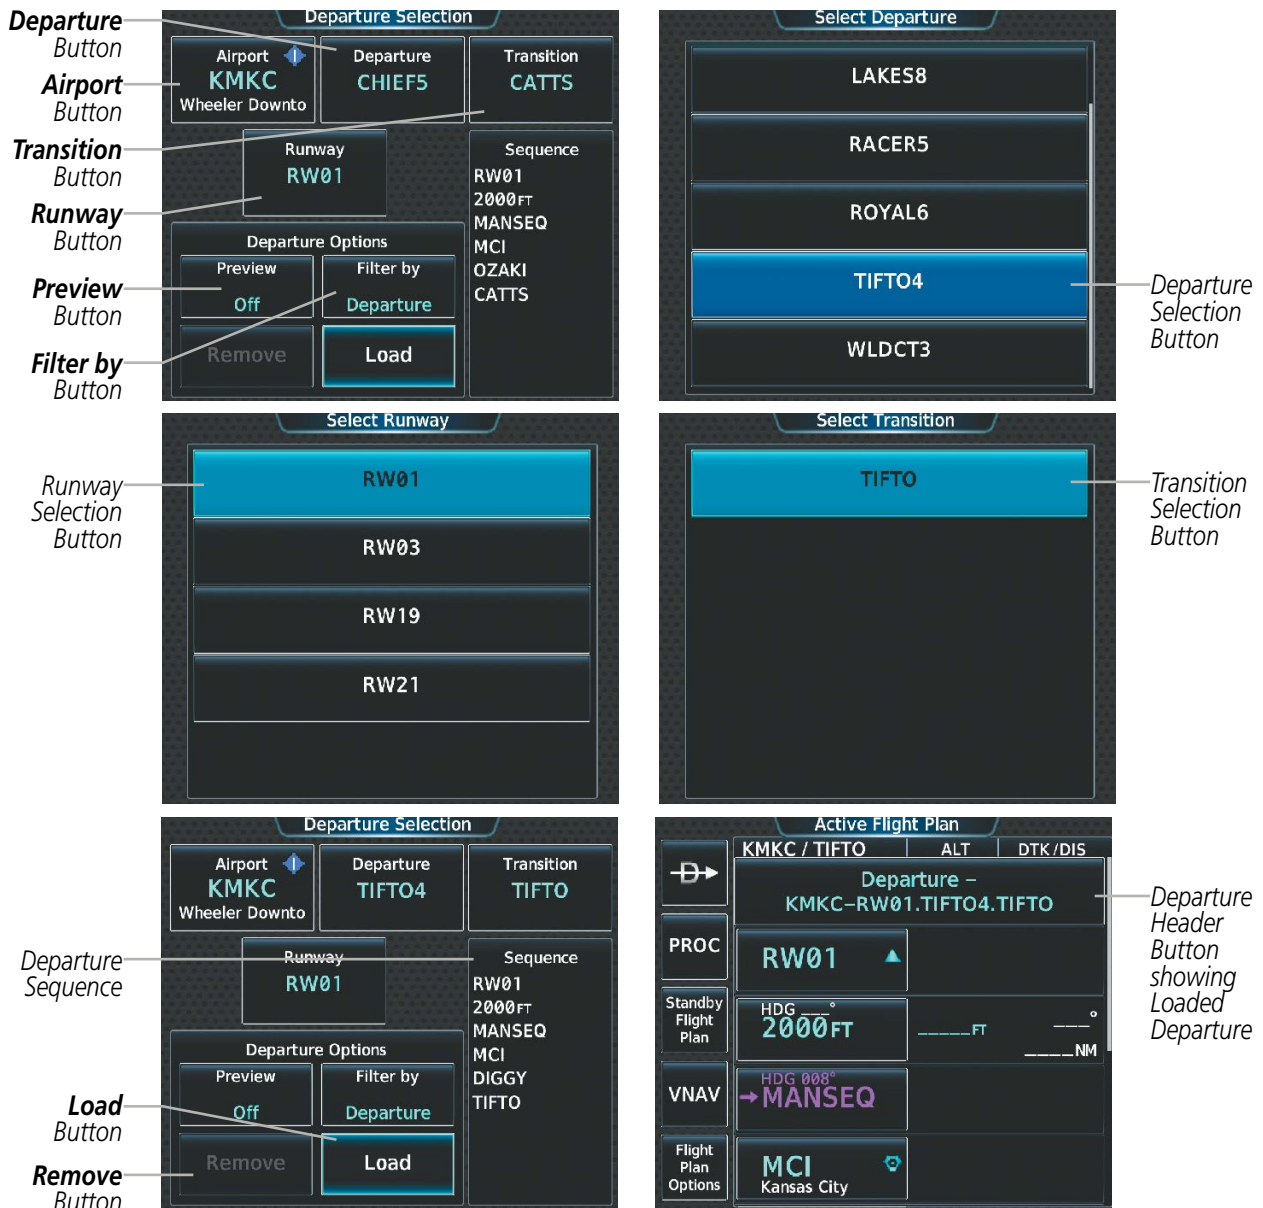 Departure
Button
Airport
Button
Transition
Button
Runway
Button
Preview
Button
Filter by
Button
Departure Selection
Airport
KMKC
Wheeler Downto
Departure
CHIEF5
Transition
CATTS
Runway
RW01
Sequence
RW01
2000FT
MANSEQ
MCI
OZAKI
CATTS
Departure Options
Preview
Off
Filter by
Departure
Remove
Load
Select Departure
LAKES8
RACER5
ROYAL6
TIFTO4
WLDCT3
Departure
Selection
Button
Runway
Selection
Button
Select Runway
RW01
RW03
RW19
RW21
Select Transition
TIFTO
Transition
Selection
Button
Departure
Sequence
Load
Button
Remove
Button
Departure Selection
Airport
KMKC
Wheeler Downto
Departure
TIFTO4
Transition
TIFTO
Runway
RW01
Sequence
RW01
2000FT
MANSEQ
MCI
DIGGY
TIFTO
Departure Options
Preview
Off
Filter by
Departure
Remove
Load
Active Flight Plan
KMKC / TIFTO ALT DTK/DIS
D
Departure –
KMKC–RW01.TIFTO4.TIFTO
PROC
RW01
Standby
Flight
Plan
HDG ___°
2000FT
_____FT
___°
____NM
VNAV
HDG 008°
MANSEQ
Flight
Plan
Options
MCI
Kansas City
Departure
Header
Button
showing
Loaded
Departure